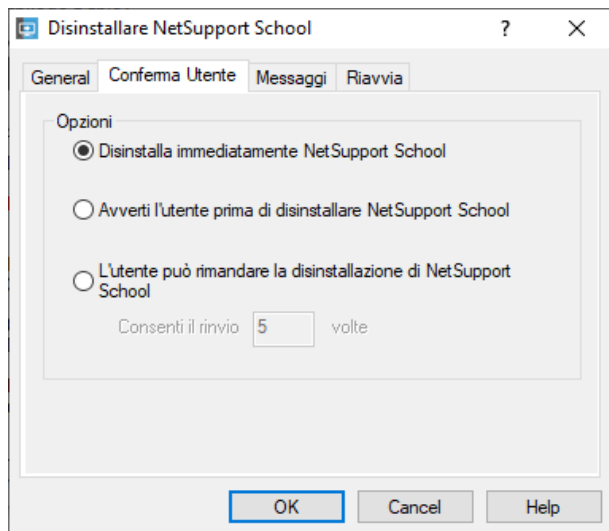 Disinstallare NetSupport School
?
General
Conferma Utente
Messaggi
Riavvia
Opzioni
Disinstalla immediatamente NetSupport School
Avverti l'utente prima di disinstallare NetSupport School
L'utente può rimandare la disinstallazione di NetSupport
School
Consenti il rinvio 5 volte
OK
Cancel
Help